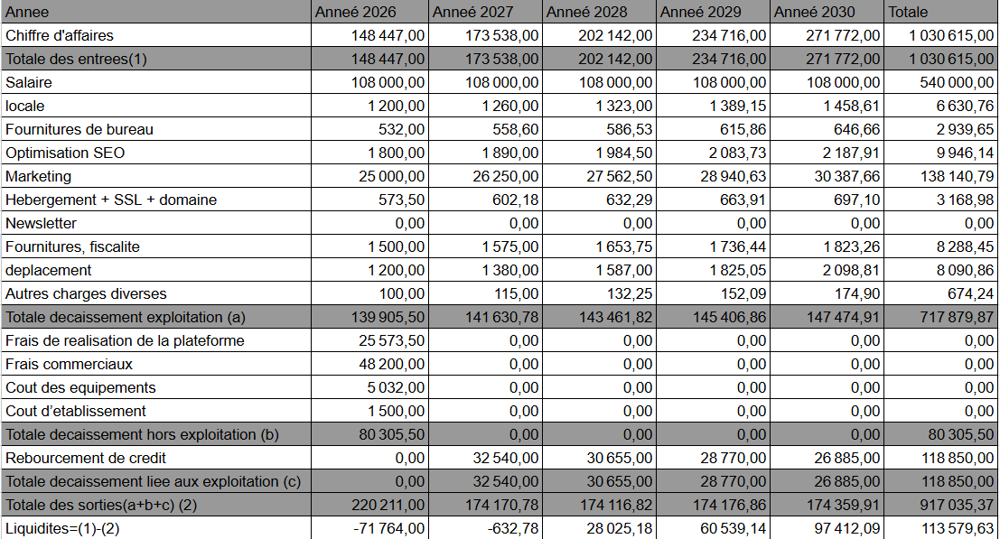 Annee Anneé 2026 Anneé 2027 Anneé 2028 Anneé 2029 Anneé 2030 Totale
Chiffre d'affaires 148 447,00 173 538,00 202 142,00 234 716,00 271 772,00 1 030 615,00
Totale des entrees(1) 148 447,00 173 538,00 202 142,00 234 716,00 271 772,00 1 030 615,00
Salaire 108 000,00 108 000,00 108 000,00 108 000,00 108 000,00 540 000,00
locale 1 200,00 1 260,00 1 323,00 1 389,15 1 458,61 6 630,76
Fournitures de bureau 532,00 558,60 586,53 615,86 646,66 2 939,65
Optimisation SEO 1 800,00 1 890,00 1 984,50 2 083,73 2 187,91 9 946,14
Marketing 25 000,00 26 250,00 27 562,50 28 940,63 30 387,66 138 140,79
Hebergement + SSL + domaine 573,50 602,18 632,29 663,91 697,10 3 168,98
Newsletter 0,00 0,00 0,00 0,00 0,00 0,00
Fournitures, fiscalite 1 500,00 1 575,00 1 653,75 1 736,44 1 823,26 8 288,45
deplacement 1 200,00 1 380,00 1 587,00 1 825,05 2 098,81 8 090,86
Autres charges diverses 100,00 115,00 132,25 152,09 174,90 674,24
Totale decaissement exploitation (a) 139 905,50 141 630,78 143 461,82 145 406,86 147 474,91 717 879,87
Frais de realisation de la plateforme 25 573,50 0,00 0,00 0,00 0,00 0,00
Frais commerciaux 48 200,00 0,00 0,00 0,00 0,00 0,00
Cout des equipements 5 032,00 0,00 0,00 0,00 0,00 0,00
Cout d’etablissement 1 500,00 0,00 0,00 0,00 0,00 0,00
Totale decaissement hors exploitation (b) 80 305,50 0,00 0,00 0,00 0,00 80 305,50
Rebourcement de credit 0,00 32 540,00 30 655,00 28 770,00 26 885,00 118 850,00
Totale decaissement liee aux exploitation (c) 0,00 32 540,00 30 655,00 28 770,00 26 885,00 118 850,00
Totale des sorties(a+b+c) (2) 220 211,00 174 170,78 174 116,82 174 176,86 174 359,91 917 035,37
Liquidites=(1)-(2) -71 764,00 -632,78 28 025,18 60 539,14 97 412,09 113 579,63